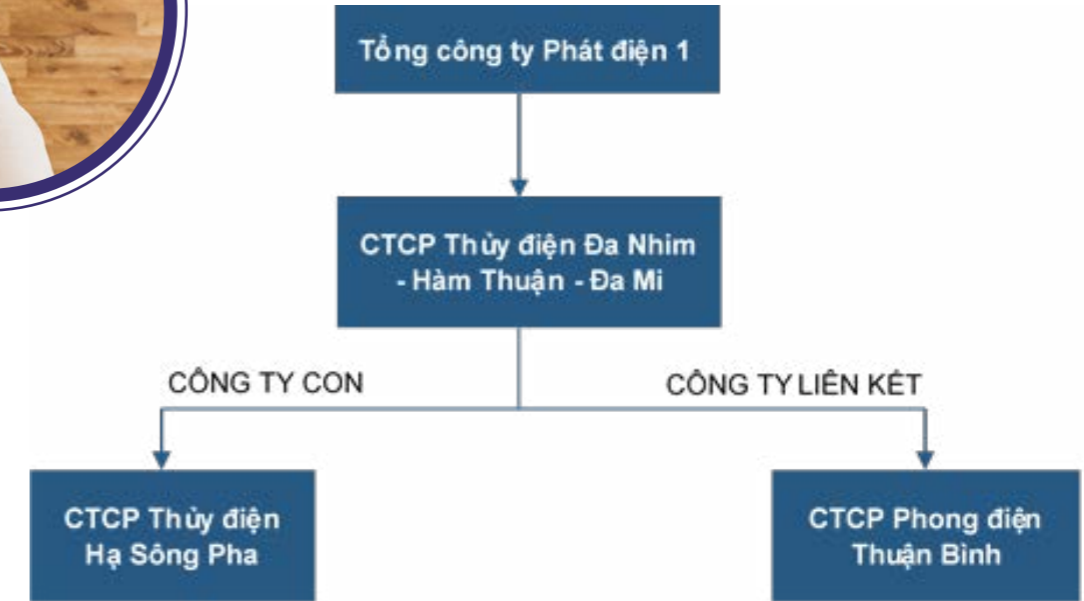 Tổng công ty Phát điện 1
CTCP Thủy điện Đa Nhim
- Hàm Thuận - Đa Mi
CÔNG TY CON
CÔNG TY LIÊN KẾT
CTCP Thủy điện
Hạ Sông Pha
CTCP Phong điện
Thuận Bình